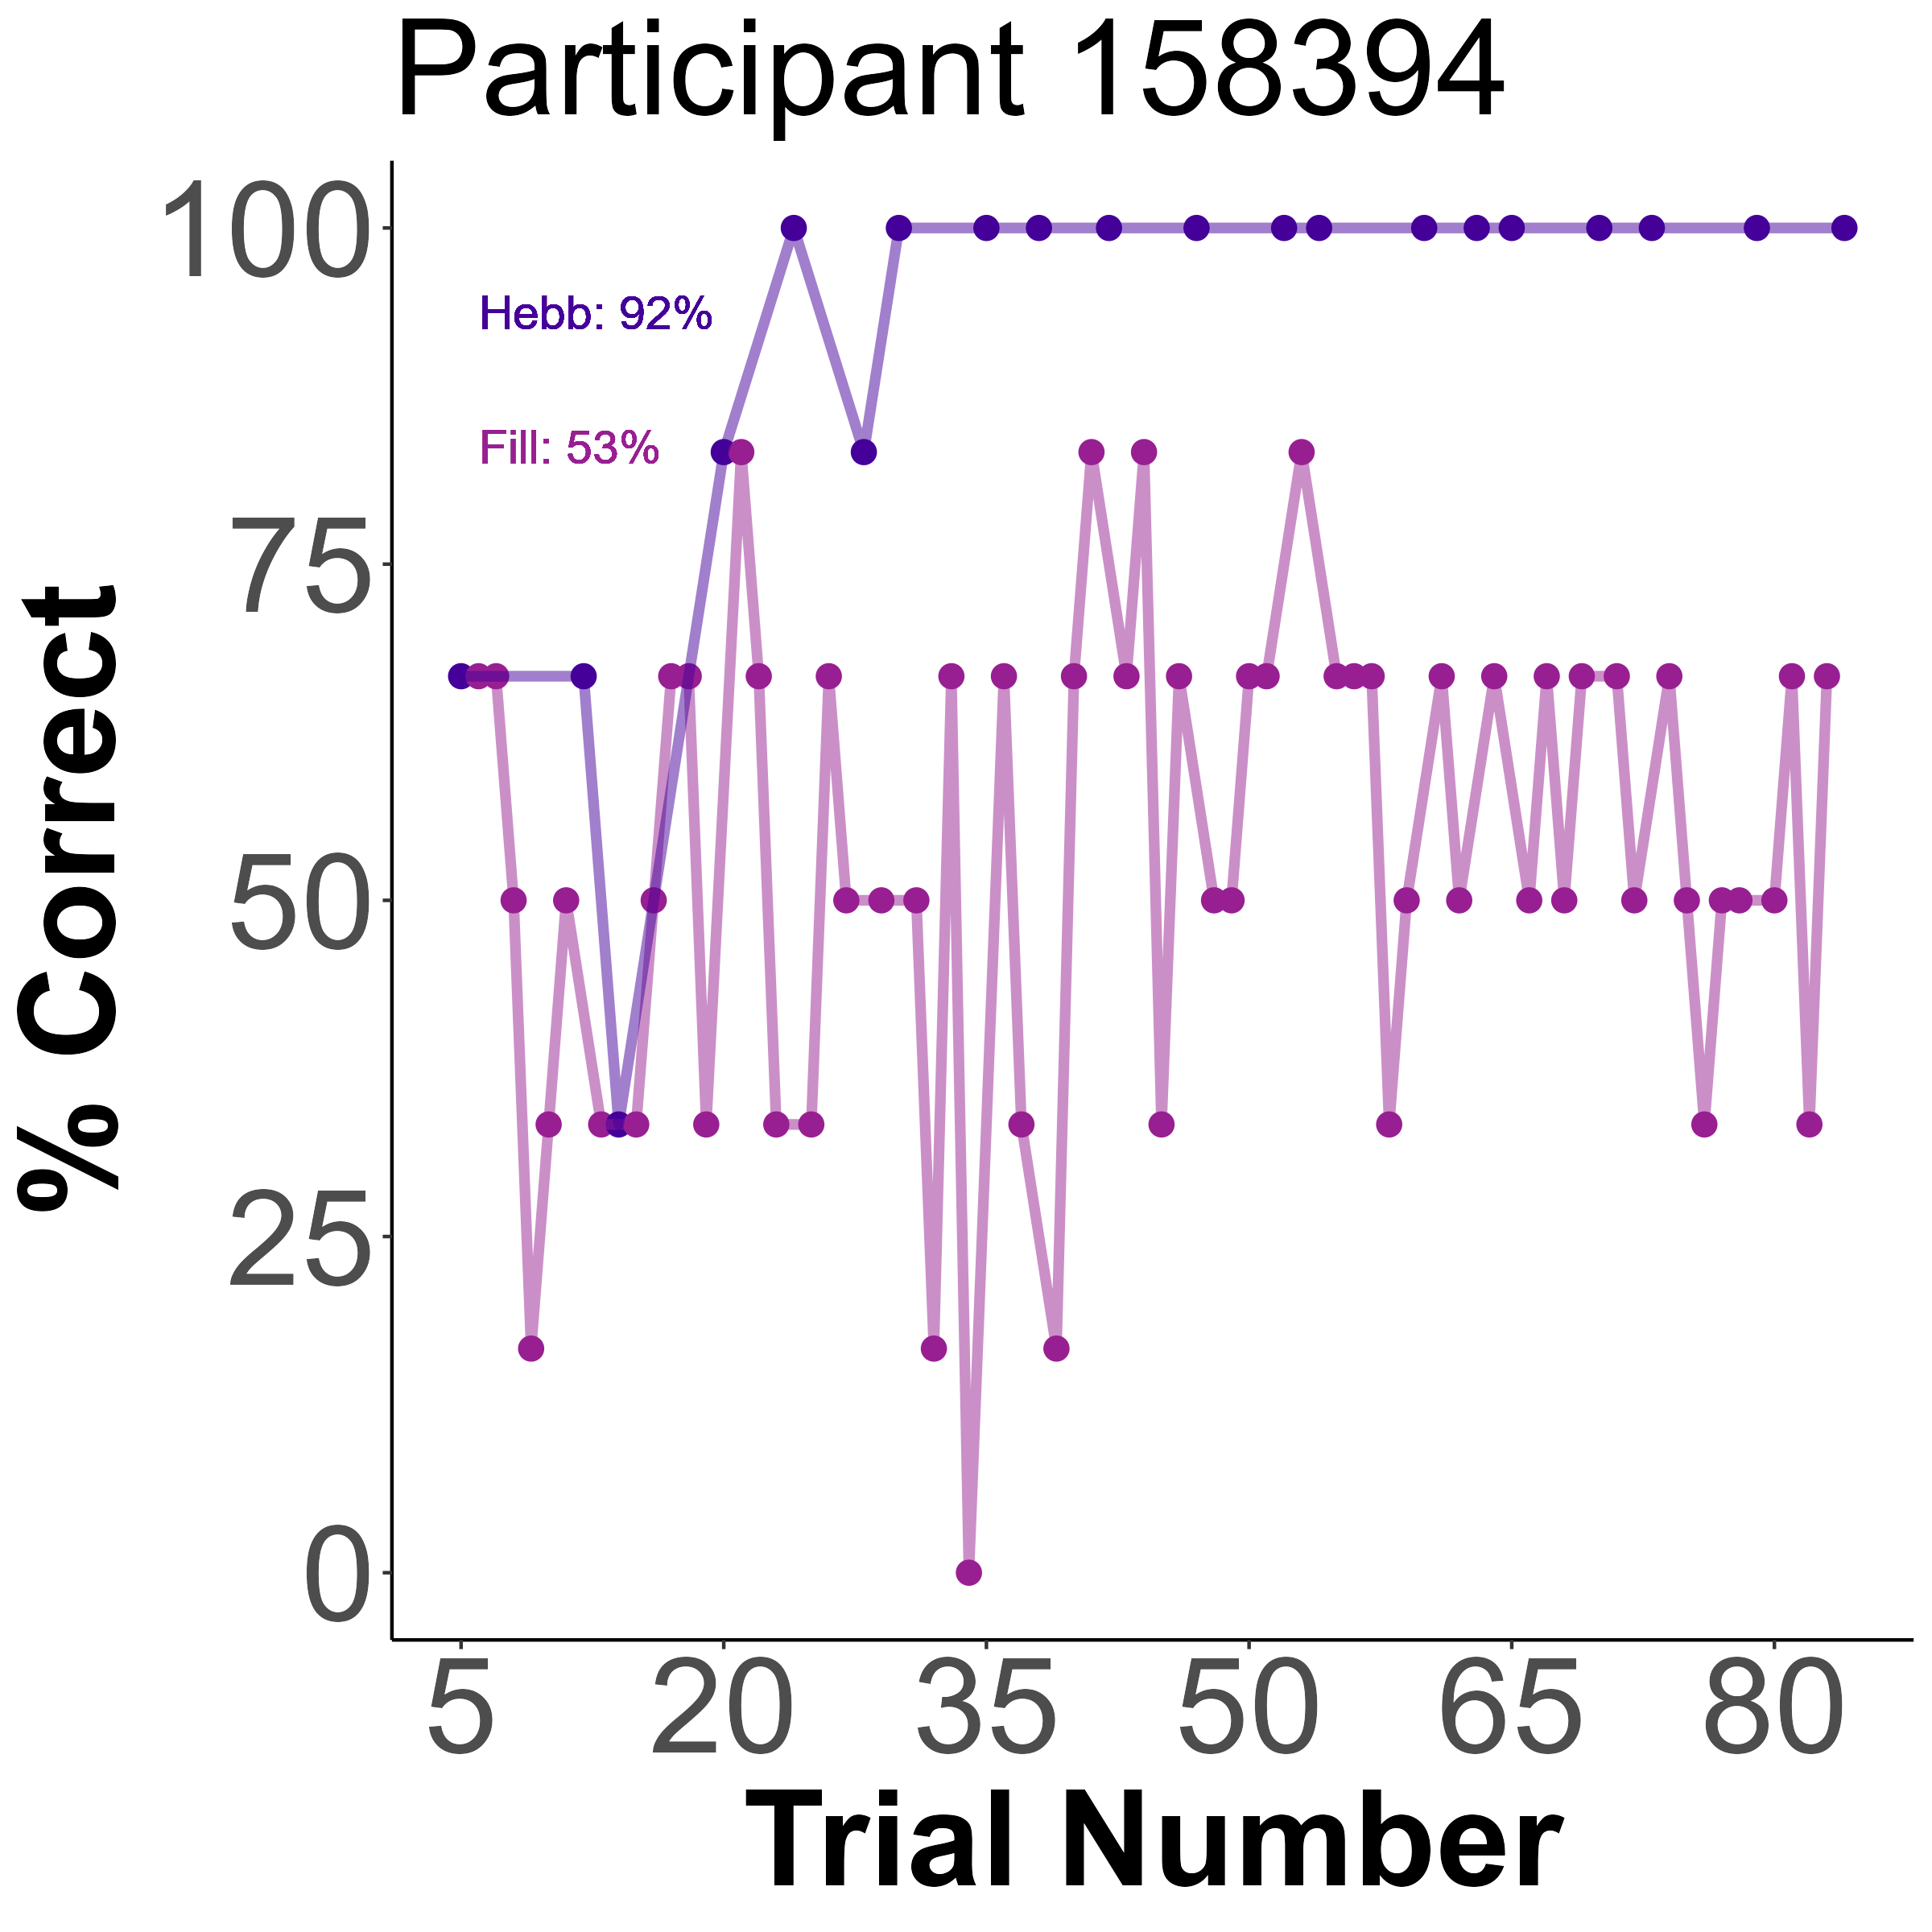 Participant 158394
100
Hebb: 92%
Fill: 53%
75
50
25
0
% Correct
5 20 35 50 65 80
Trial Number